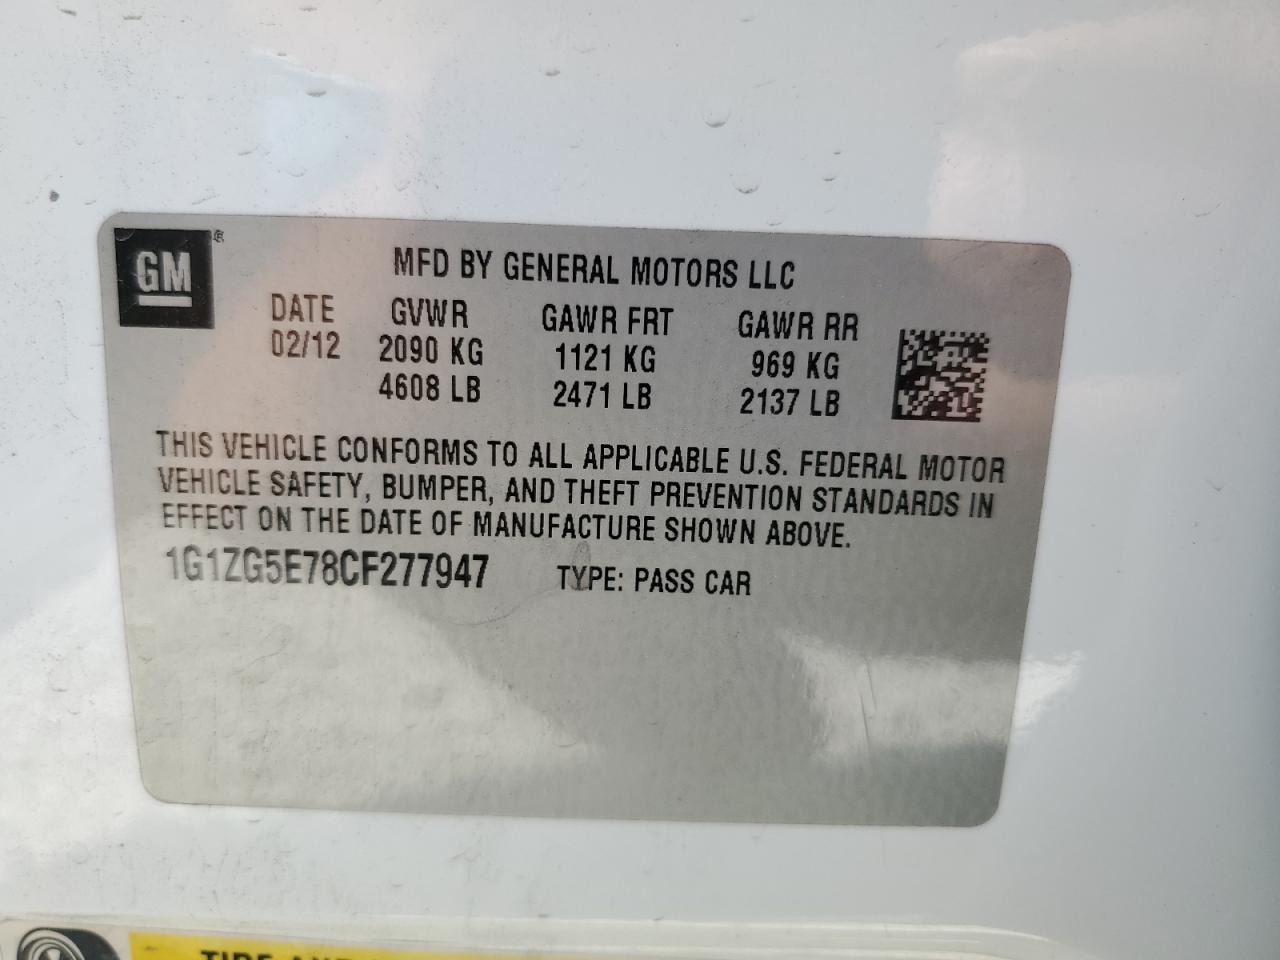 GM
MFD BY GENERAL MOTORS LLC
DATE GVWR GAWR FRT GAWR RR
02/12 2090 KG 1121 KG 969 KG
4608 LB 2471 LB 2137 LB
THIS VEHICLE CONFORMS TO ALL APPLICABLE U.S. FEDERAL MOTOR
VEHICLE SAFETY, BUMPER, AND THEFT PREVENTION STANDARDS IN
EFFECT ON THE DATE OF MANUFACTURE SHOWN ABOVE.
1G1ZG5E78CF277947 TYPE: PASS CAR
TIRE AND